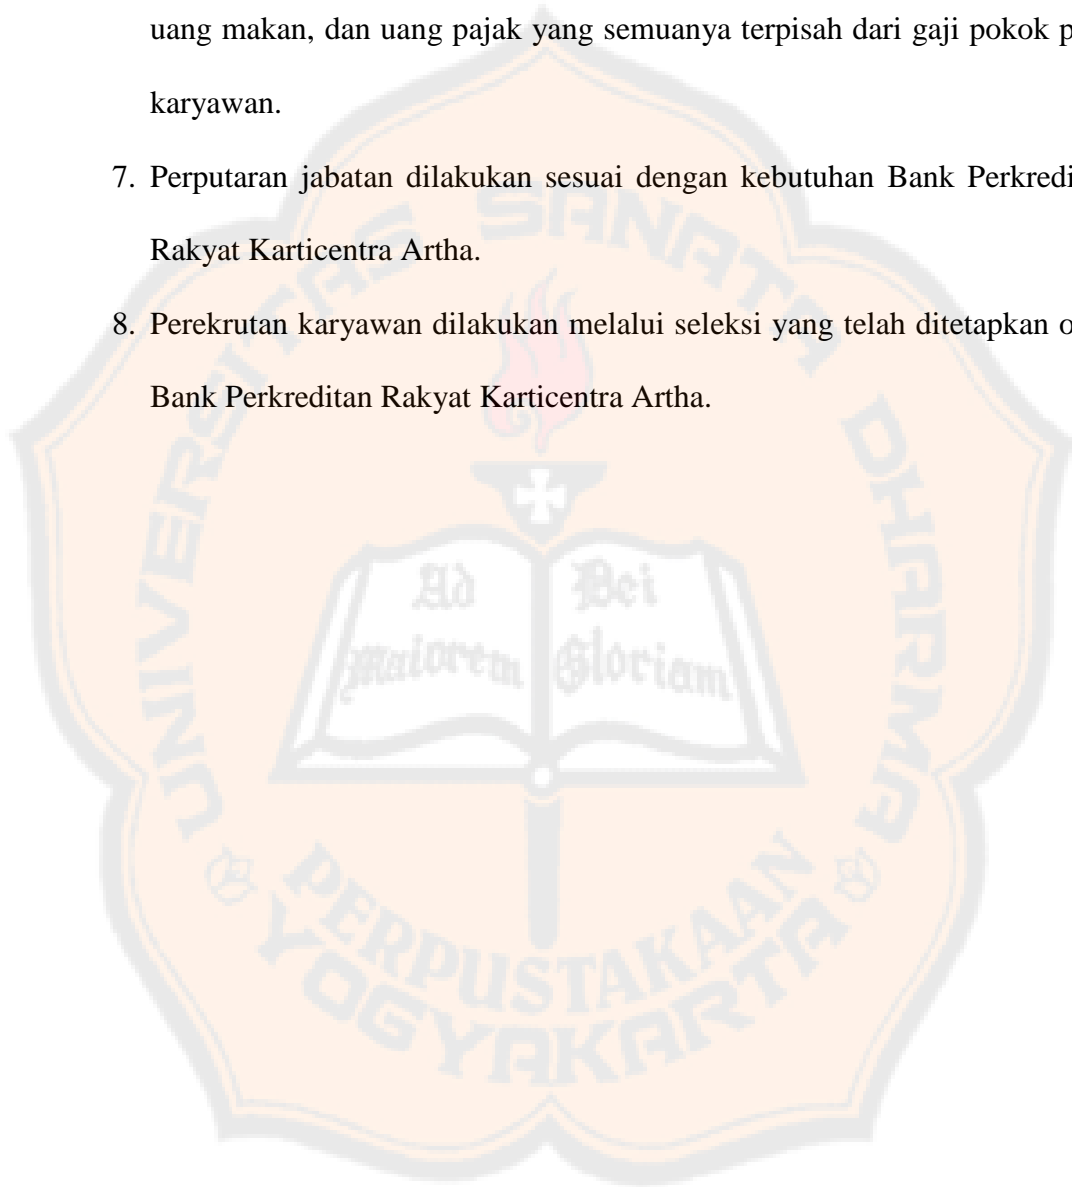 uang makan, dan uang pajak yang semuanya terpisah dari gaji pokok p
karyawan.
7. Perputaran jabatan dilakukan sesuai dengan kebutuhan Bank Perkredi
Rakyat Karticentra Artha.
8. Perekrutan karyawan dilakukan melalui seleksi yang telah ditetapkan o
Bank Perkreditan Rakyat Karticentra Artha.
UNIVERSITAS SANATA DHARMA
Ad Dei
Maiorem Gloriam
PERPUSTAKAAN
YOGYAKARTA